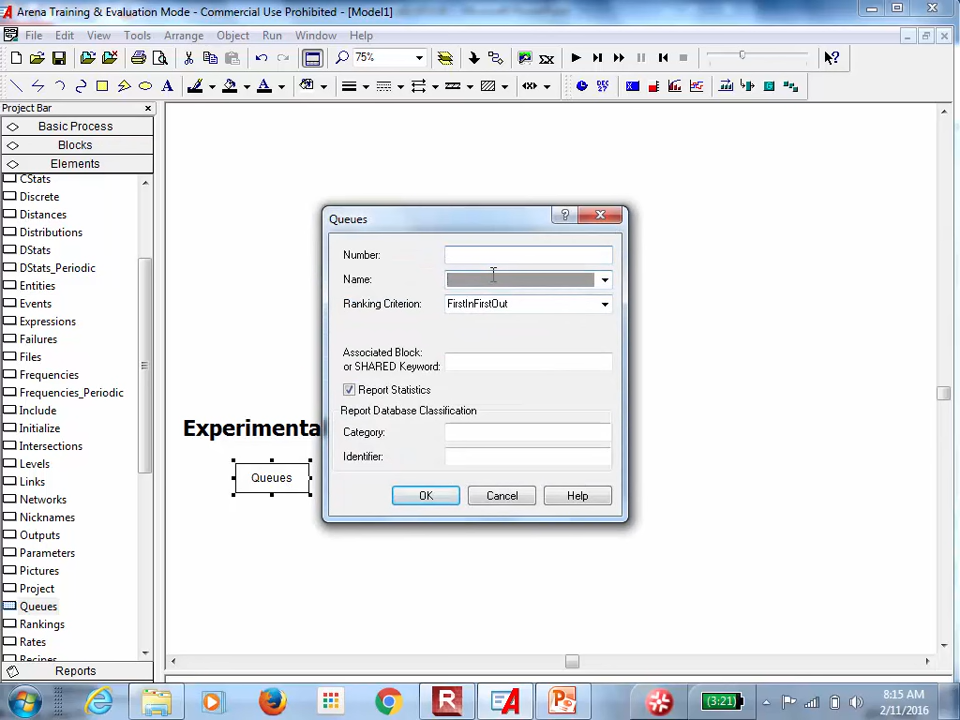 Arena Training & Evaluation Mode - Commercial Use Prohibited - [Model1]
File Edit View Tools Arrange Object Run Window Help
75%
Project Bar
Basic Process
Blocks
Elements
CStats
Discrete
Distances
Distributions
DStats
DStats_Periodic
Entities
Events
Expressions
Failures
Files
Frequencies
Frequencies_Periodic
Include
Initialize
Intersections
Levels
Links
Networks
Nicknames
Outputs
Parameters
Pictures
Project
Queues
Rankings
Rates
Recipes
Reports
Experimenta
Queues
Queues
Number:
Name:
Ranking Criterion: FirstInFirstOut
Associated Block:
or SHARED Keyword:
Report Statistics
Report Database Classification
Category:
Identifier:
OK Cancel Help
(3:21)
8:15 AM
2/11/2016